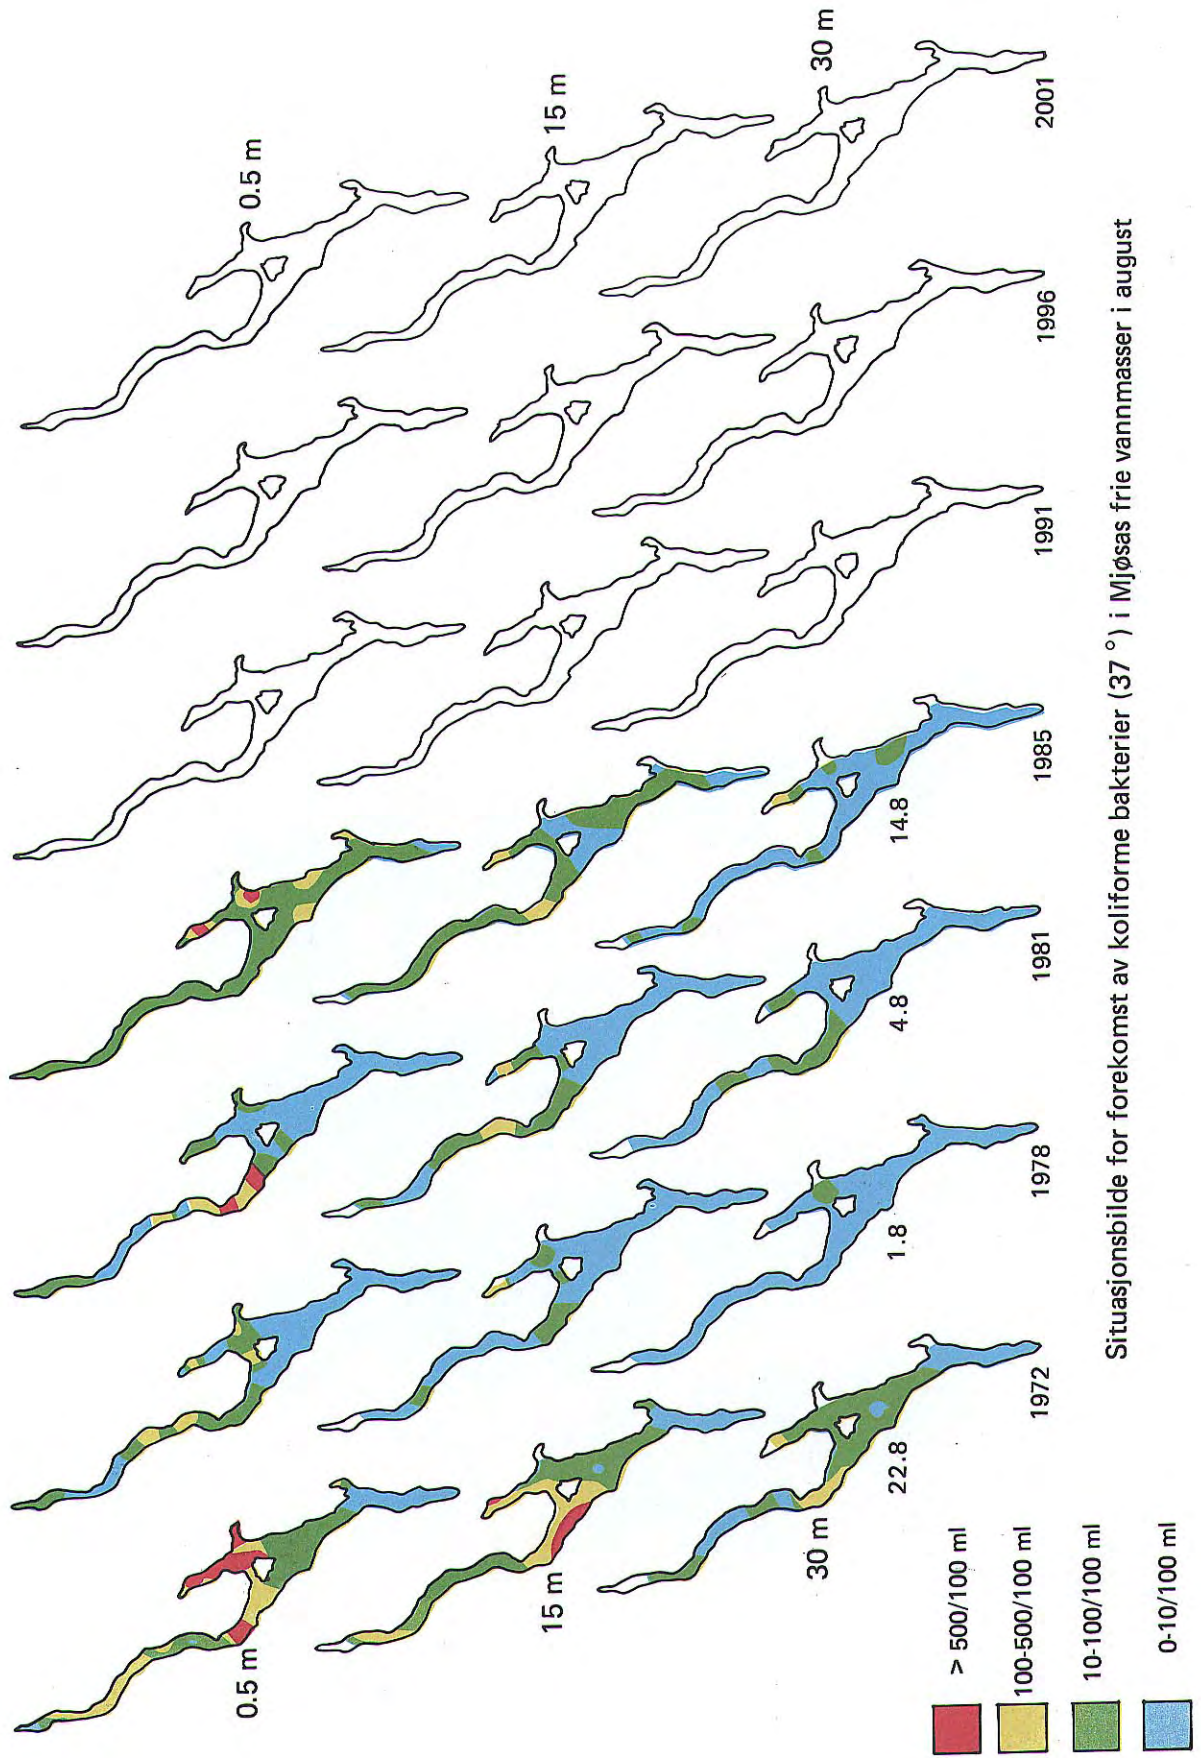 0.5 m
15 m
30 m
0.5 m
15 m
30 m
22.8
1.8
4.8
14.8
1972
1978
1981
1985
1991
1996
2001
> 500/100 ml
100-500/100 ml
10-100/100 ml
0-10/100 ml
Situasjonsbilde for forekomst av koliforme bakterier (37 °) i Mjøsas frie vannmasser i august